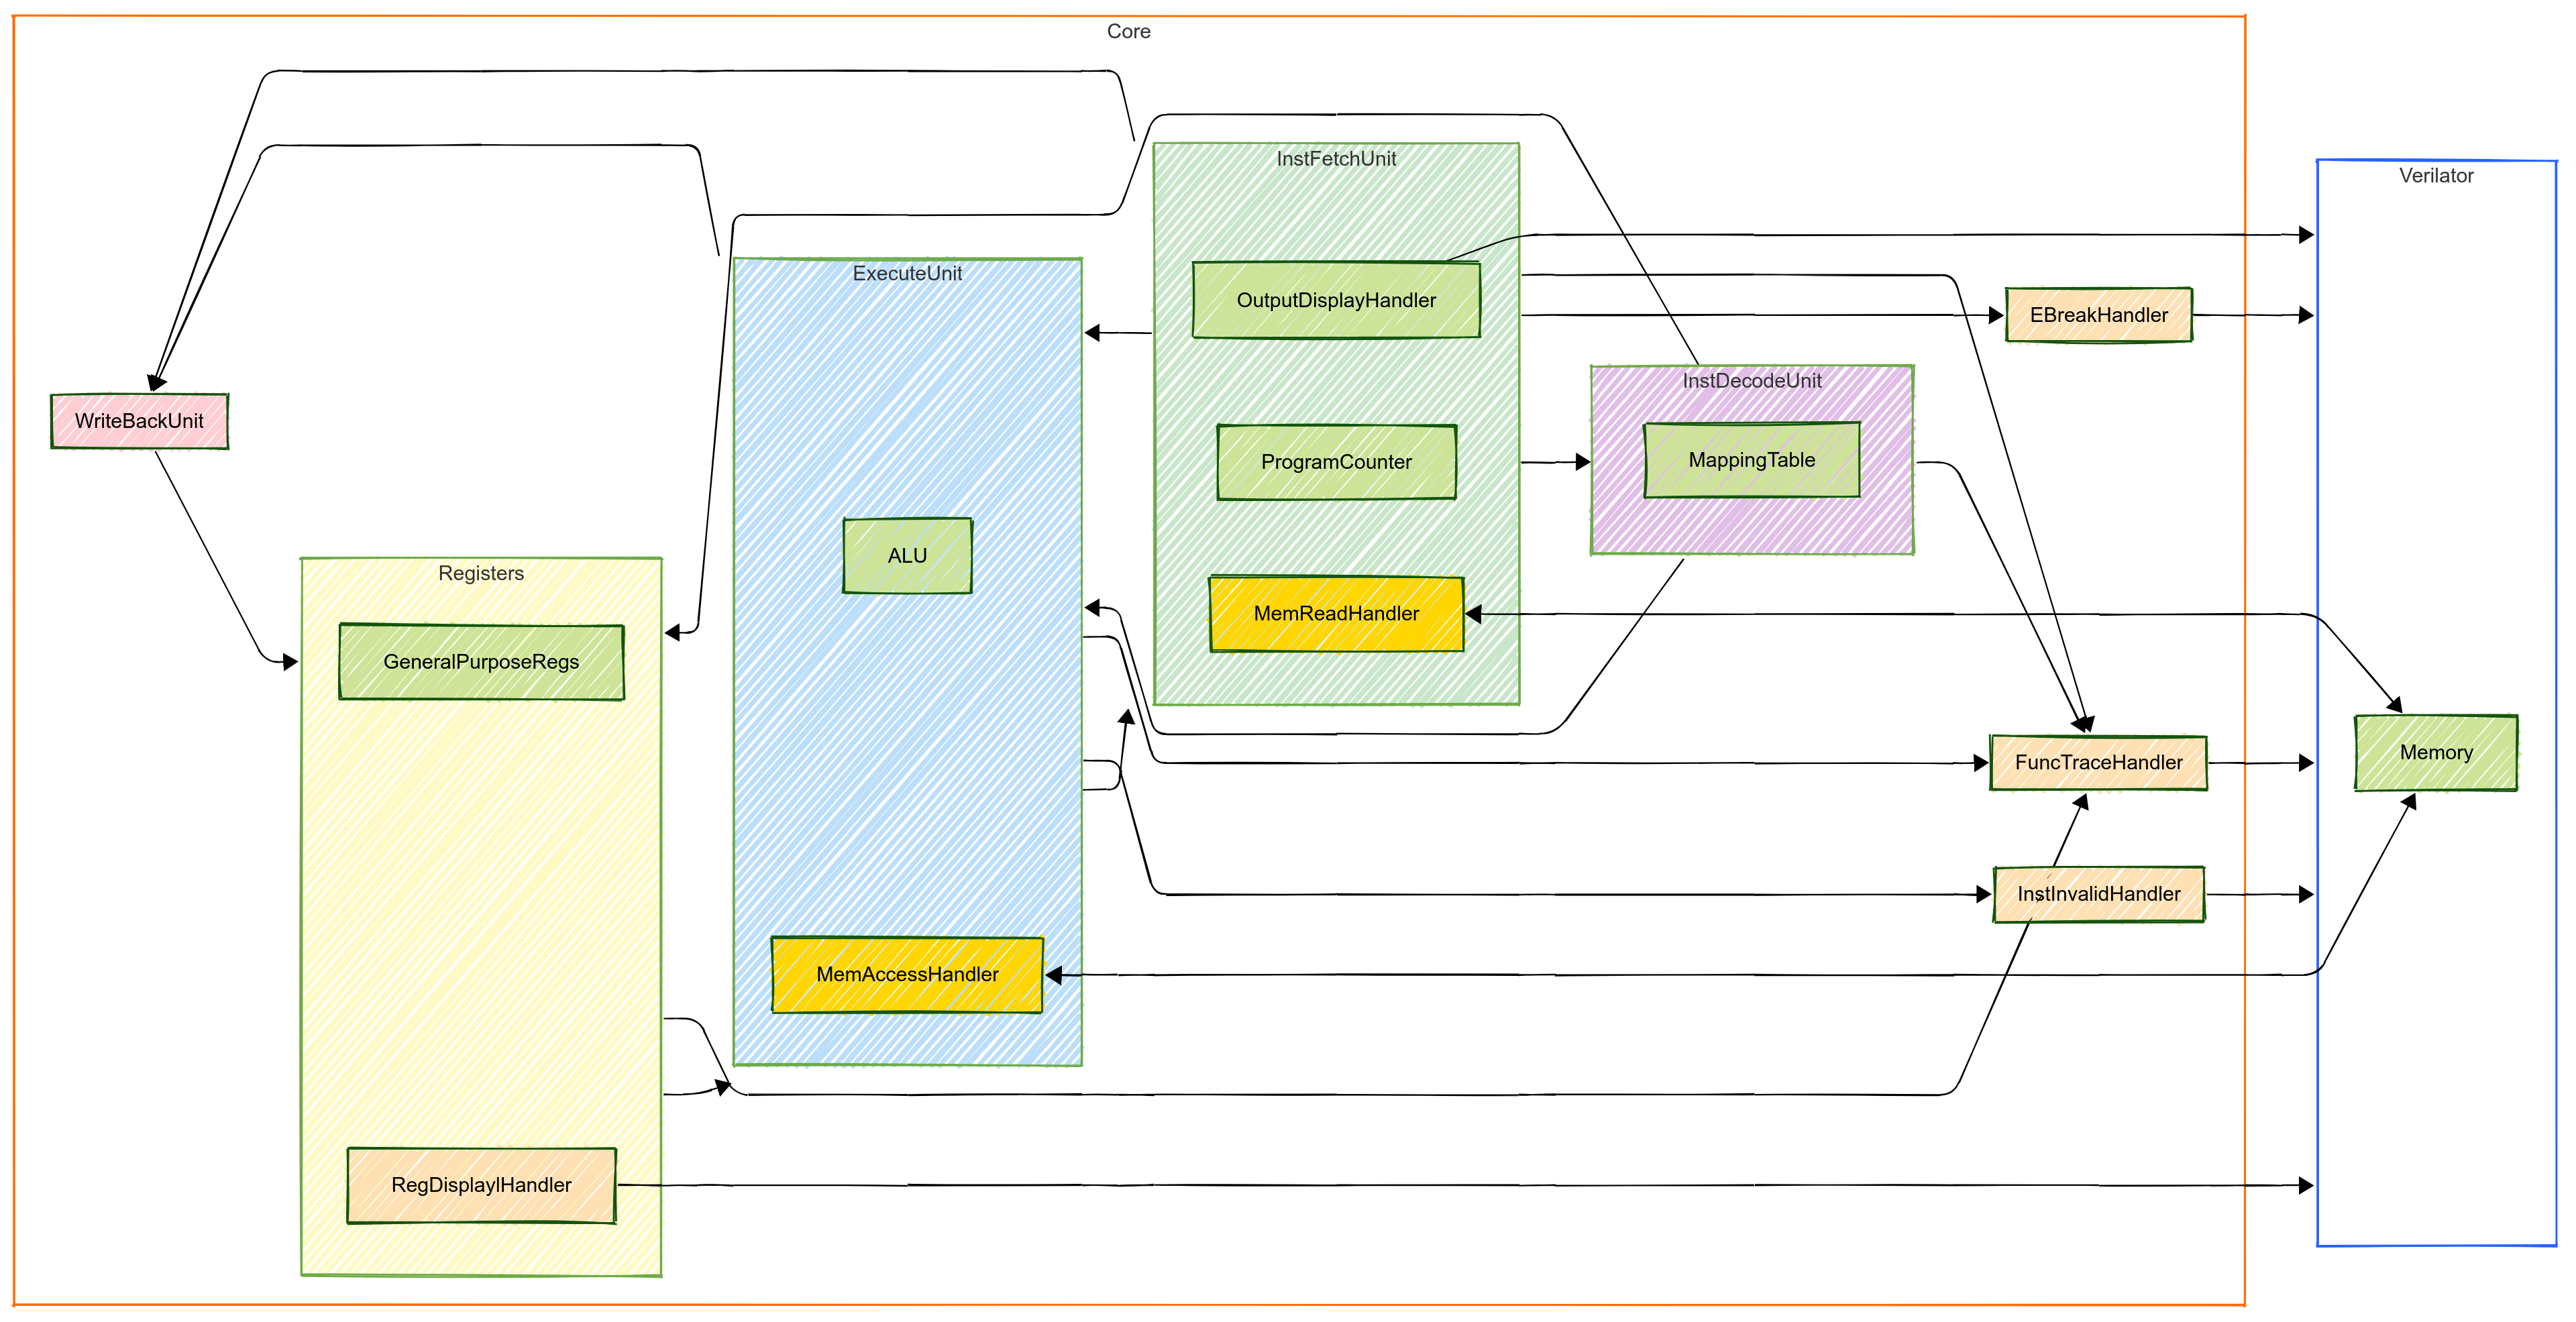 Core
InstFetchUnit
Verilator
ExecuteUnit
OutputDisplayHandler
EBreakHandler
InstDecodeUnit
WriteBackUnit
ProgramCounter
MappingTable
ALU
Registers
MemReadHandler
GeneralPurposeRegs
FuncTraceHandler
Memory
InstInvalidHandler
MemAccessHandler
RegDisplaylHandler